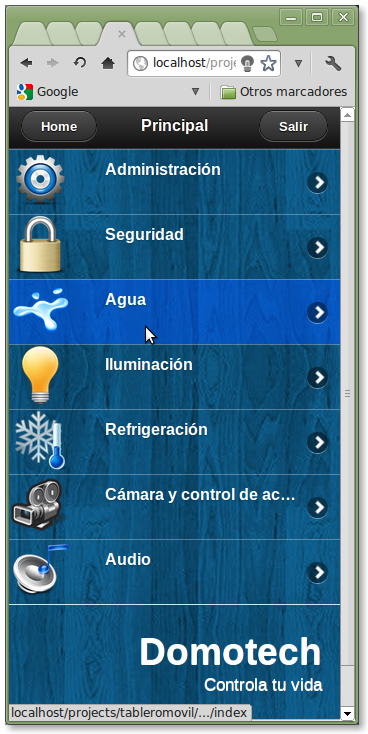 localhost/proje
Google
Otros marcadores
Home
Principal
Salir
Administración
Seguridad
Agua
Iluminación
Refrigeración
Cámara y control de ac...
Audio
Domotech
Controla tu vida
localhost/projects/tableromovil/.../index